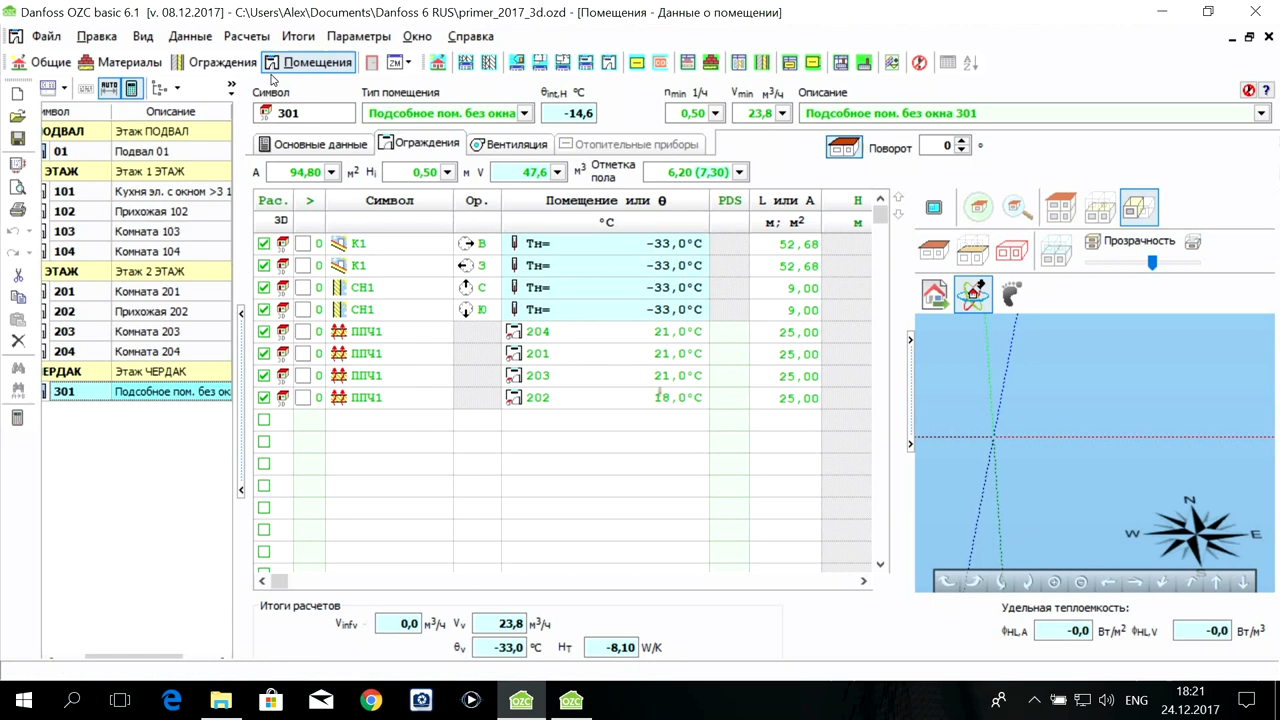 Danfoss OZC basic 6.1 [v. 08.12.2017] - C:\Users\Alex\Documents\Danfoss 6 RUS\primer_2017_3d.ozd - [Помещения - Данные о помещении]
Файл Правка Вид Данные Расчеты Итоги Параметры Окно Справка
Общие Материалы Ограждения Помещения ZM
AUTO
Символ Тип помещения θint,H °C nmin 1/ч Vmin м³/ч Описание
301 Подсобное пом. без окна -14,6 0,50 23,8 Подсобное пом. без окна 301
имвол Описание
ОДВАЛ Этаж ПОДВАЛ
01 Подвал 01
ЭТАЖ Этаж 1 ЭТАЖ
101 Кухня эл. с окном >3 1
102 Прихожая 102
103 Комната 103
104 Комната 104
ЭТАЖ Этаж 2 ЭТАЖ
201 Комната 201
202 Прихожая 202
203 Комната 203
204 Комната 204
ЕРДАК Этаж ЧЕРДАК
301 Подсобное пом. без ок
Основные данные Ограждения Вентиляция Отопительные приборы
Поворот 0 °
A 94,80 м² Hi 0,50 м V 47,6 м³ Отметка пола 6,20 (7,30)
Рас. > Символ Ор. Помещение или θ PDS L или A H
3D °C м; м² м
0 К1 В Тн= -33,0°C 52,68
0 К1 З Тн= -33,0°C 52,68
0 СН1 С Тн= -33,0°C 9,00
0 СН1 Ю Тн= -33,0°C 9,00
0 ППЧ1 204 21,0°C 25,00
0 ППЧ1 201 21,0°C 25,00
0 ППЧ1 203 21,0°C 25,00
0 ППЧ1 202 18,0°C 25,00
Прозрачность
N
W E
S
Итоги расчетов
Vinfv 0,0 м³/ч Vv 23,8 м³/ч
θv -33,0 °C HT -8,10 W/K
Удельная теплоемкость:
ϕHL,A -0,0 Вт/м² ϕHL,V -0,0 Вт/м³
OZC OZC ENG 18:21
24.12.2017